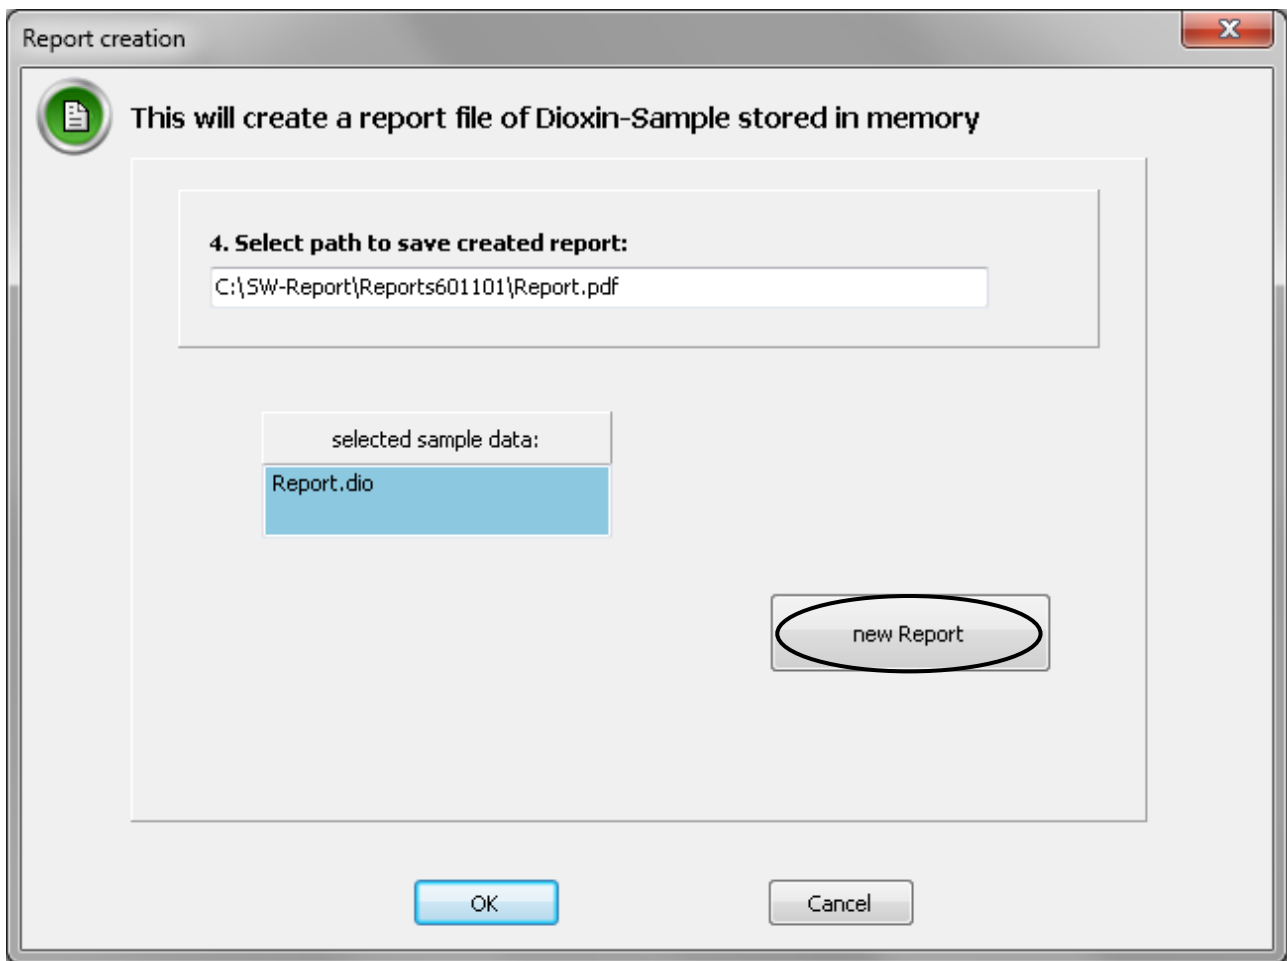 Report creation
This will create a report file of Dioxin-Sample stored in memory
4. Select path to save created report:
C:\SW-Report\Reports601101\Report.pdf
selected sample data:
Report.dio
new Report
OK
Cancel